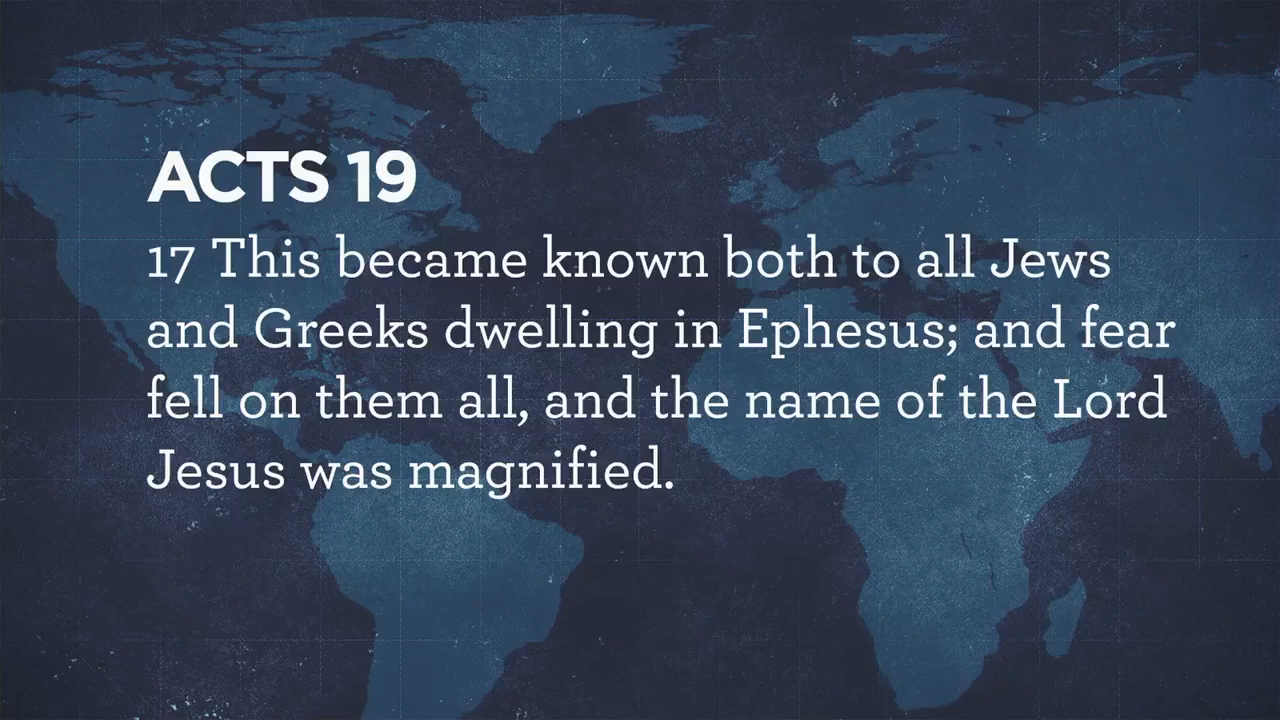 ACTS 19
17 This became known both to all Jews
and Greeks dwelling in Ephesus; and fear
fell on them all, and the name of the Lord
Jesus was magnified.